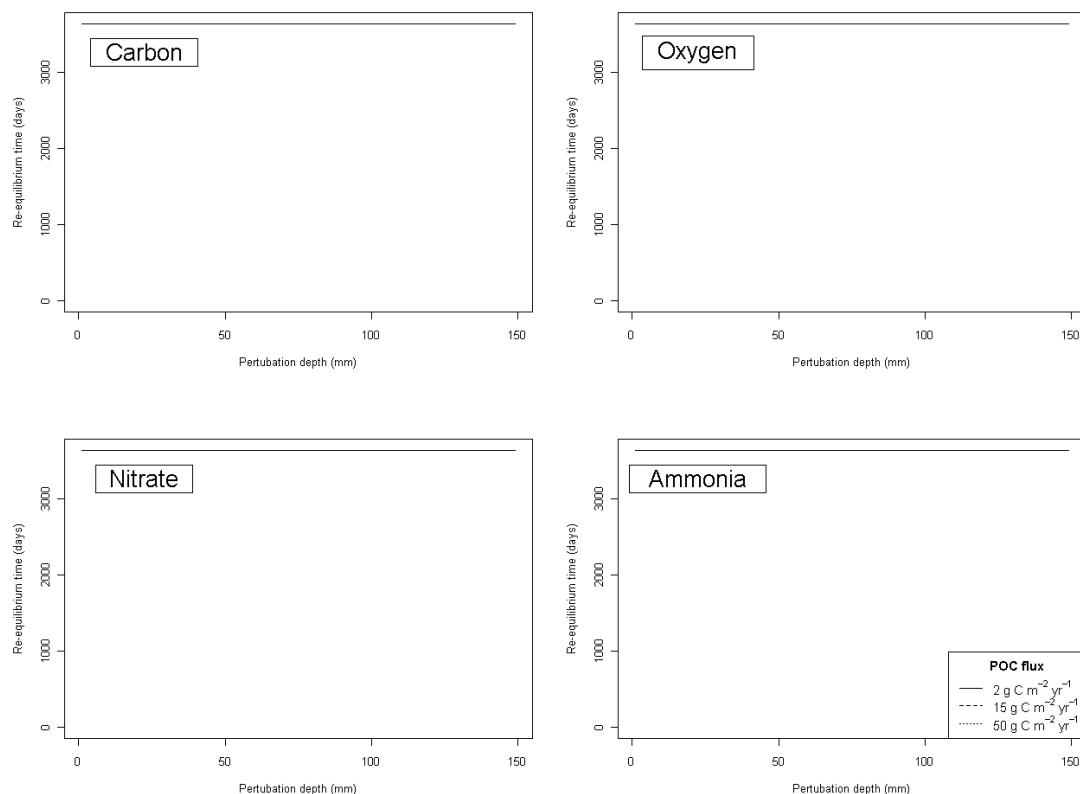 Carbon
Re-equilibrium time (days)
3000
2000
1000
0
0 50 100 150
Pertubation depth (mm)
Oxygen
Re-equilibrium time (days)
3000
2000
1000
0
0 50 100 150
Pertubation depth (mm)
Nitrate
Re-equilibrium time (days)
3000
2000
1000
0
0 50 100 150
Pertubation depth (mm)
Ammonia
Re-equilibrium time (days)
3000
2000
1000
0
0 50 100 150
Pertubation depth (mm)
POC flux
2 g C m⁻² yr⁻¹
15 g C m⁻² yr⁻¹
50 g C m⁻² yr⁻¹